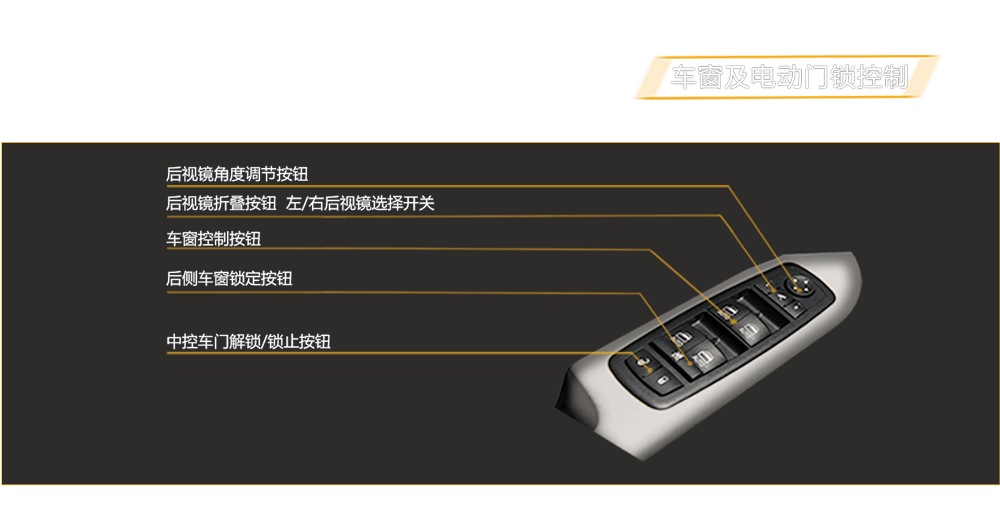 车窗及电动门锁控制
后视镜角度调节按钮
后视镜折叠按钮 左/右后视镜选择开关
车窗控制按钮
后侧车窗锁定按钮
中控车门解锁/锁止按钮